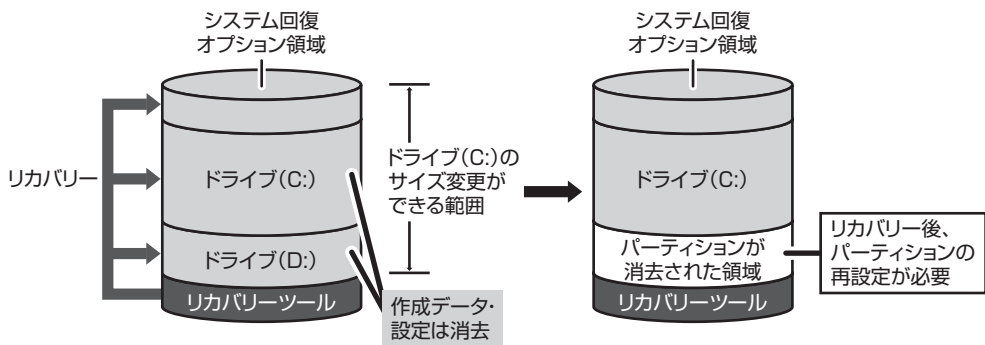 システム回復
オプション領域
リカバリー
ドライブ(C:)
ドライブ(D:)
リカバリーツール
ドライブ(C:)の
サイズ変更が
できる範囲
作成データ・
設定は消去
システム回復
オプション領域
ドライブ(C:)
パーティションが
消去された領域
リカバリーツール
リカバリー後、
パーティションの
再設定が必要